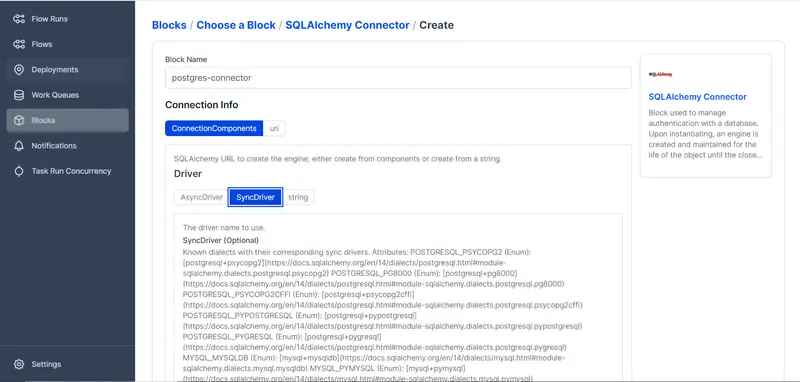 Flow Runs
Flows
Deployments
Work Queues
Blocks
Notifications
Task Run Concurrency
Settings
Blocks / Choose a Block / SQLAlchemy Connector / Create
Block Name
postgres-connector
Connection Info
ConnectionComponents uri
SQLAlchemy URL to create the engine; either create from components or create from a string.
Driver
AsyncDriver SyncDriver string
The driver name to use.
SyncDriver (Optional)
Known dialects with their corresponding sync drivers. Attributes: POSTGRESQL_PSYCOPG2 (Enum):
[postgresql+psycopg2](https://docs.sqlalchemy.org/en/14/dialects/postgresql.html#module-
sqlalchemy.dialects.postgresql.psycopg2) POSTGRESQL_PG8000 (Enum): [postgresql+pg8000]
(https://docs.sqlalchemy.org/en/14/dialects/postgresql.html#module-sqlalchemy.dialects.postgresql.pg8000)
POSTGRESQL_PSYCOPG2CFFI (Enum): [postgresql+psycopg2cffi]
(https://docs.sqlalchemy.org/en/14/dialects/postgresql.html#module-sqlalchemy.dialects.postgresql.psycopg2cffi)
POSTGRESQL_PYPOSTGRESQL (Enum): [postgresql+pypostgresql]
(https://docs.sqlalchemy.org/en/14/dialects/postgresql.html#module-sqlalchemy.dialects.postgresql.pypostgresql)
POSTGRESQL_PYGRESQL (Enum): [postgresql+pygresql]
(https://docs.sqlalchemy.org/en/14/dialects/postgresql.html#module-sqlalchemy.dialects.postgresql.pygresql)
MYSQL_MYSQLDB (Enum): [mysql+mysqldb](https://docs.sqlalchemy.org/en/14/dialects/mysql.html#module-
sqlalchemy.dialects.mysql.mysqldb) MYSQL_PYMYSQL (Enum): [mysql+pymysql]
(https://docs.sqlalchemy.org/en/14/dialects/mysql.html#module-sqlalchemy.dialects.mysql.pymysql)
SQLAlchemy
SQLAlchemy Connector
Block used to manage
authentication with a database.
Upon instantiating, an engine is
created and maintained for the
life of the object until the close...